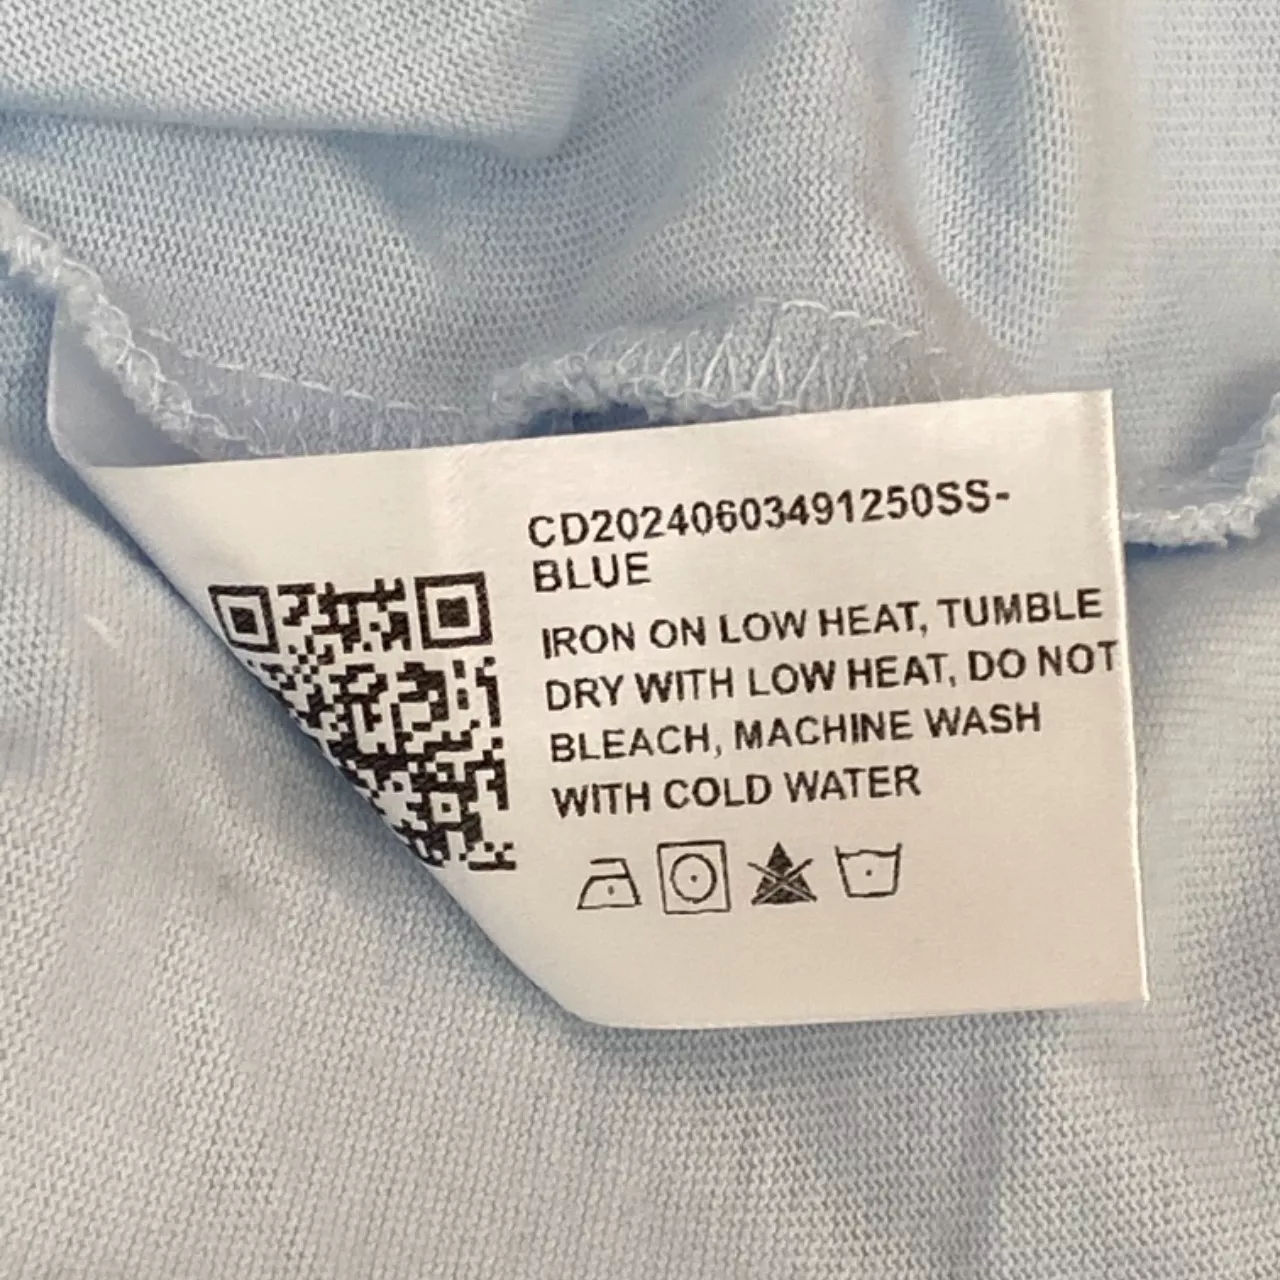 CD20240603491250SS-
BLUE
IRON ON LOW HEAT, TUMBLE
DRY WITH LOW HEAT, DO NOT
BLEACH, MACHINE WASH
WITH COLD WATER